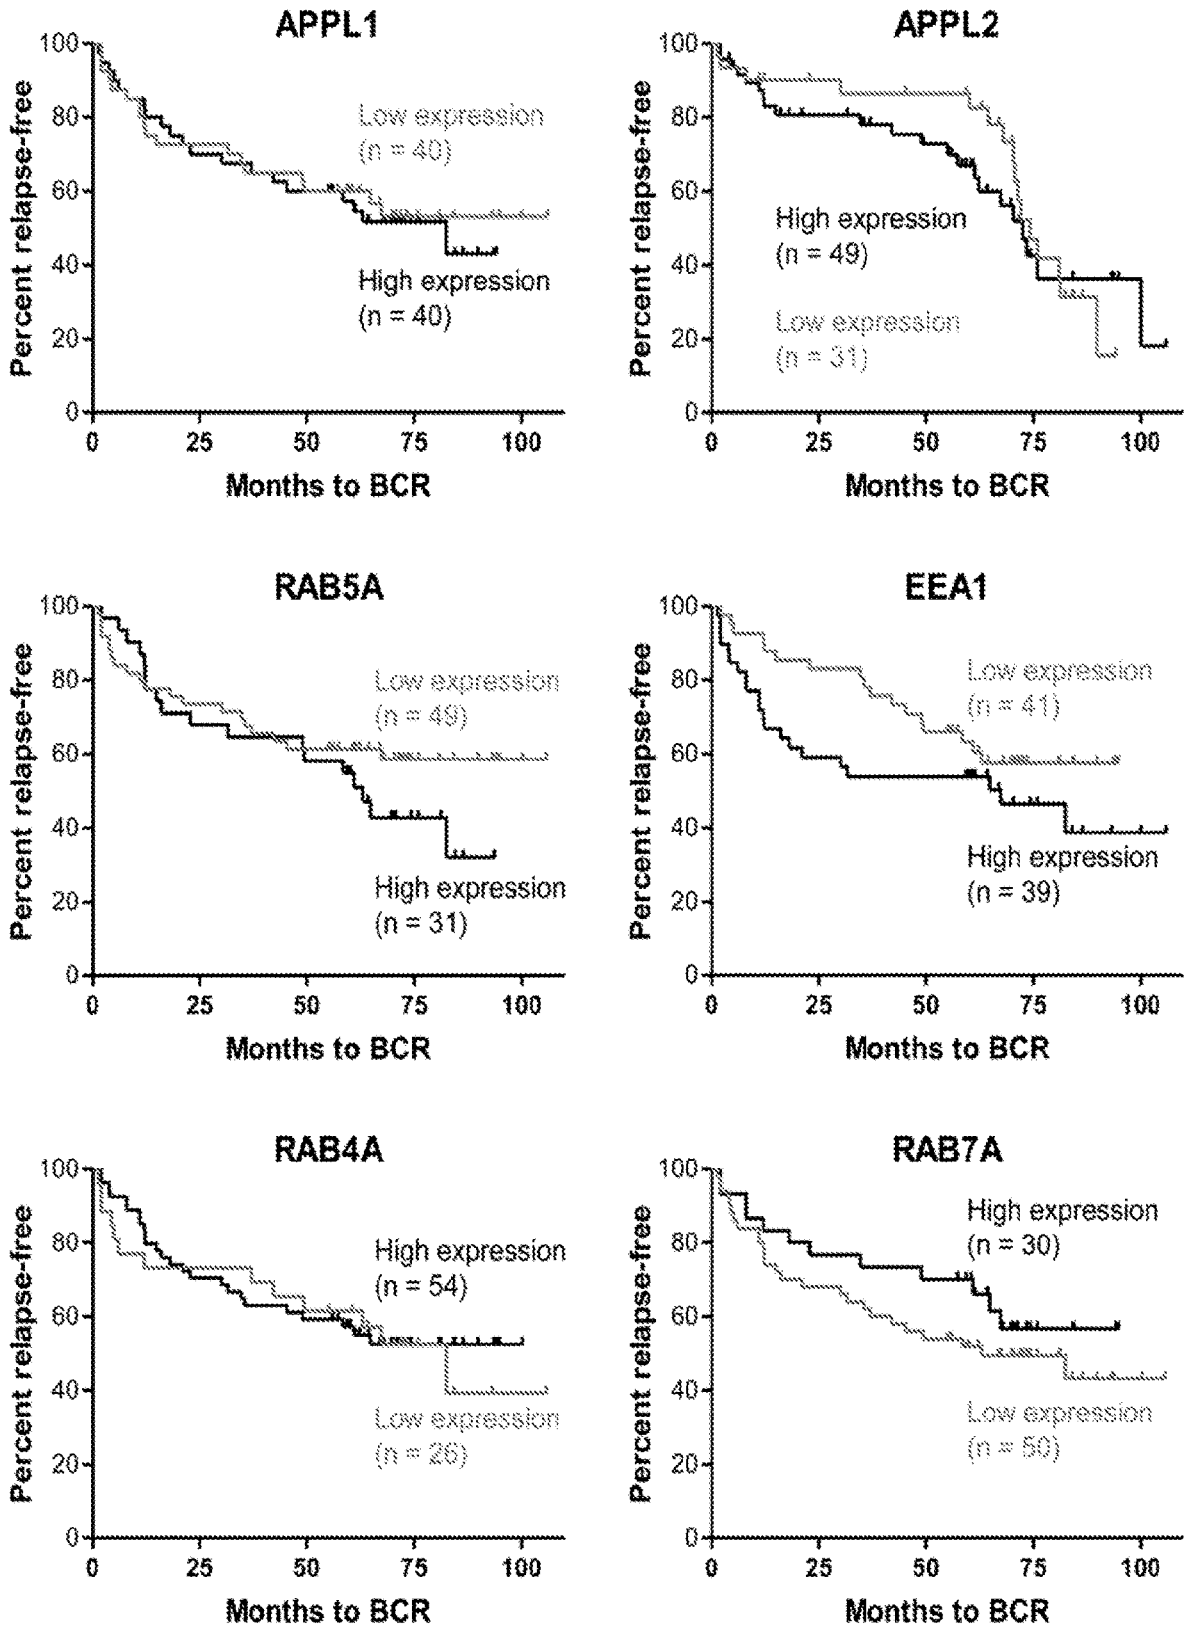 APPL1
Percent relapse-free
100
80
60
40
20
0
Low expression
(n = 40)
High expression
(n = 40)
0 25 50 75 100
Months to BCR
APPL2
Percent relapse-free
100
80
60
40
20
0
High expression
(n = 49)
Low expression
(n = 31)
0 25 50 75 100
Months to BCR
RAB5A
Percent relapse-free
100
80
60
40
20
0
Low expression
(n = 49)
High expression
(n = 31)
0 25 50 75 100
Months to BCR
EEA1
Percent relapse-free
100
80
60
40
20
0
Low expression
(n = 41)
High expression
(n = 39)
0 25 50 75 100
Months to BCR
RAB4A
Percent relapse-free
100
80
60
40
20
0
High expression
(n = 54)
Low expression
(n = 26)
0 25 50 75 100
Months to BCR
RAB7A
Percent relapse-free
100
80
60
40
20
0
High expression
(n = 30)
Low expression
(n = 50)
0 25 50 75 100
Months to BCR